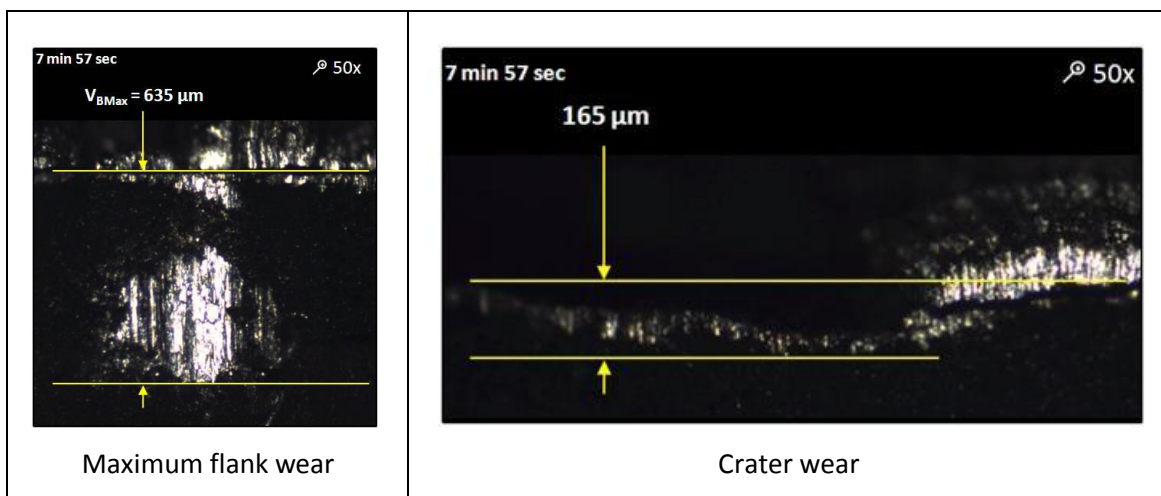 7 min 57 sec
50x
V_BMax = 635 µm
Maximum flank wear
7 min 57 sec
50x
165 µm
Crater wear